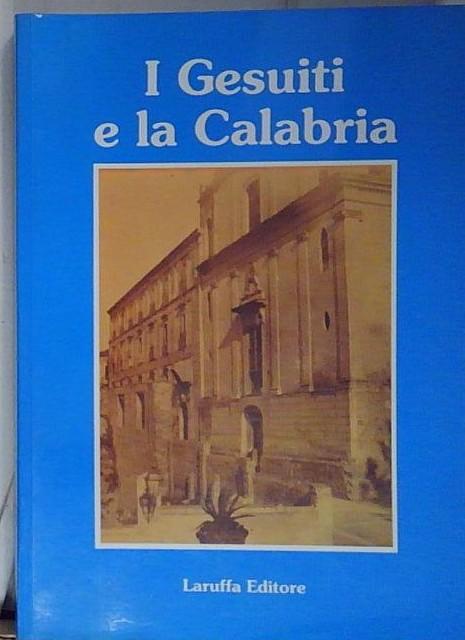 I Gesuiti
e la Calabria
Laruffa Editore